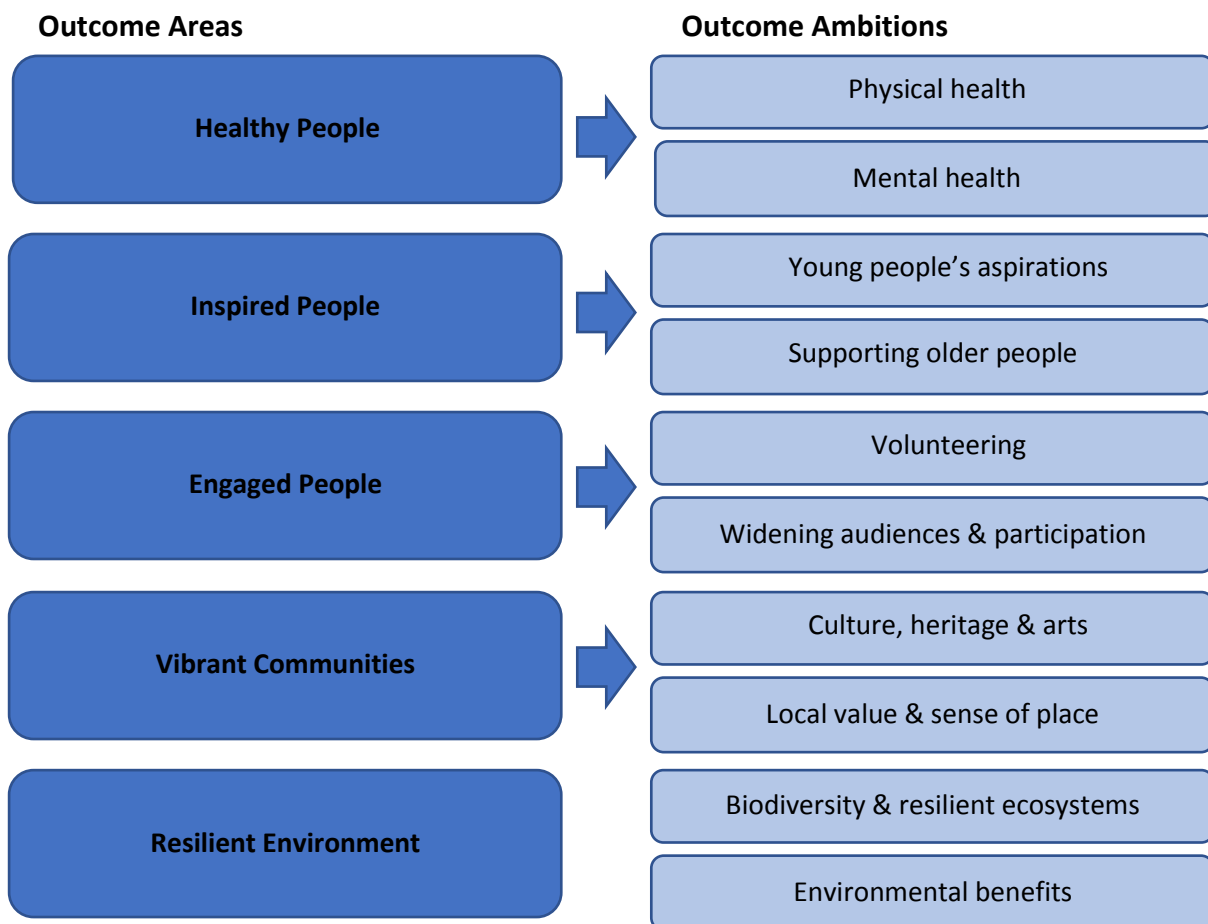 Outcome Areas
Outcome Ambitions
Healthy People
Physical health
Mental health
Inspired People
Young people’s aspirations
Supporting older people
Engaged People
Volunteering
Widening audiences & participation
Vibrant Communities
Culture, heritage & arts
Local value & sense of place
Resilient Environment
Biodiversity & resilient ecosystems
Environmental benefits